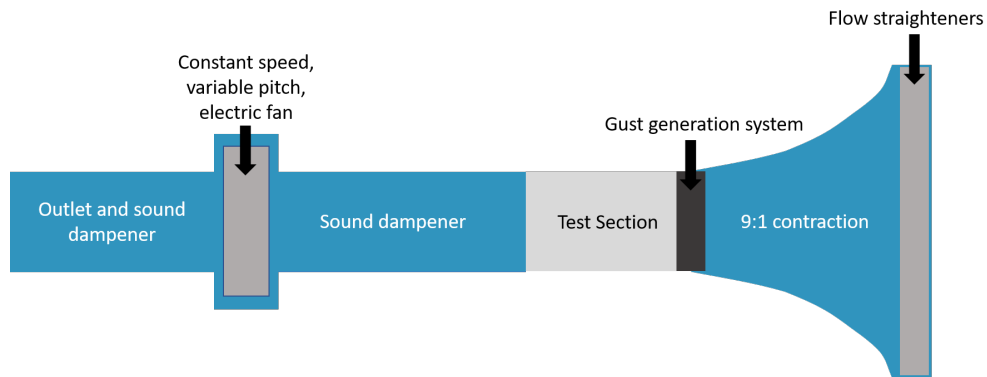 Flow straighteners
Constant speed,
variable pitch,
electric fan
Gust generation system
Outlet and sound
dampener
Sound dampener
Test Section
9:1 contraction